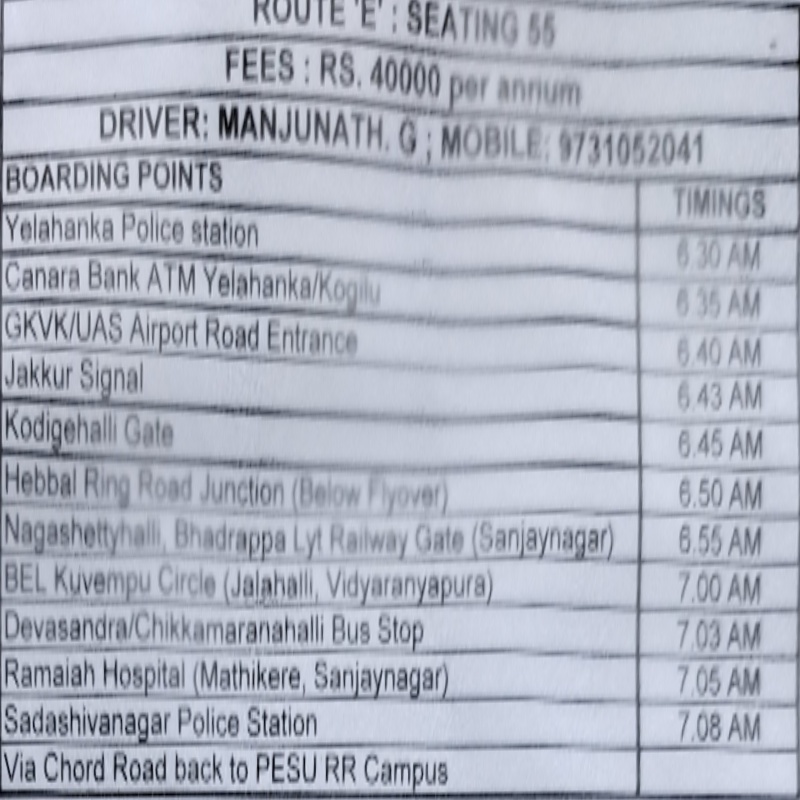 ROUTE 'E' : SEATING 55
FEES : RS. 40000 per annum
DRIVER: MANJUNATH. G ; MOBILE: 9731052041
BOARDING POINTS TIMINGS
Yelahanka Police station 6.30 AM
Canara Bank ATM Yelahanka/Kogilu 6.35 AM
GKVK/UAS Airport Road Entrance 6.40 AM
Jakkur Signal 6.43 AM
Kodigehalli Gate 6.45 AM
Hebbal Ring Road Junction (Below Flyover) 6.50 AM
Nagashettyhalli, Bhadrappa Lyt Railway Gate (Sanjaynagar) 6.55 AM
BEL Kuvempu Circle (Jalahalli, Vidyaranyapura) 7.00 AM
Devasandra/Chikkamaranahalli Bus Stop 7.03 AM
Ramaiah Hospital (Mathikere, Sanjaynagar) 7.05 AM
Sadashivanagar Police Station 7.08 AM
Via Chord Road back to PESU RR Campus